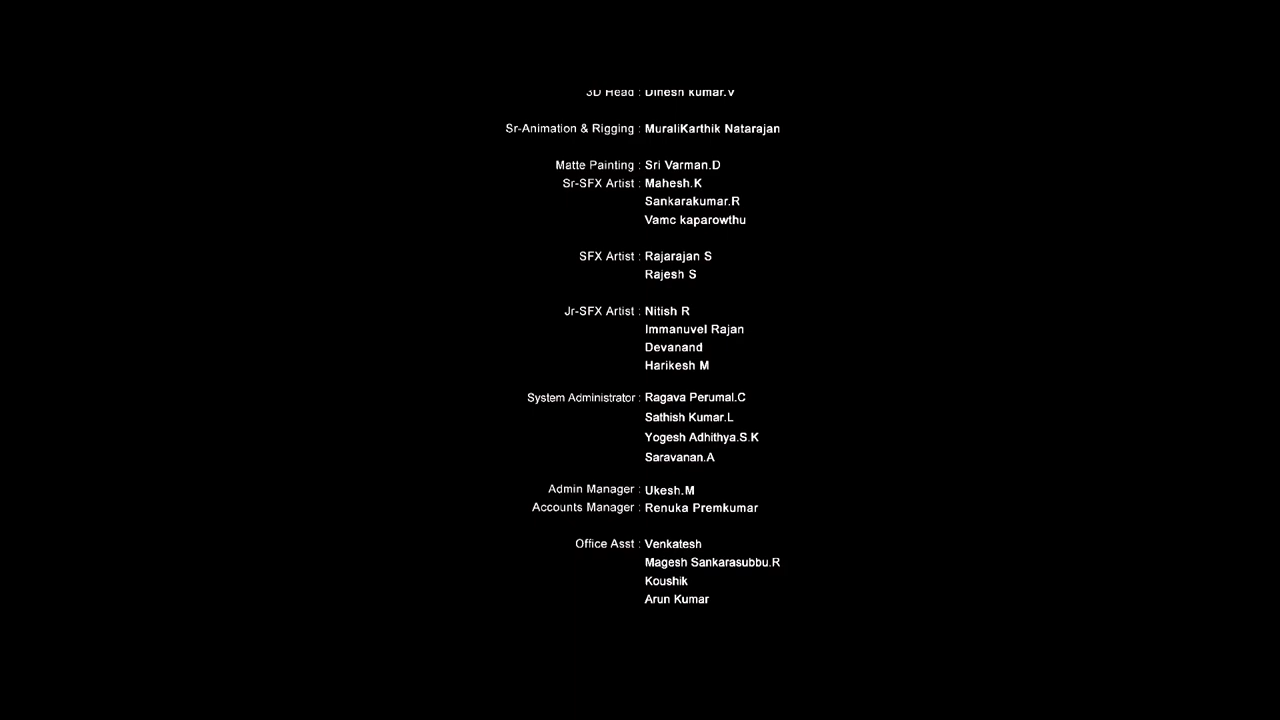 3D Head : Dinesh kumar.V
Sr-Animation & Rigging : MuraliKarthik Natarajan
Matte Painting : Sri Varman.D
Sr-SFX Artist : Mahesh.K
Sankarakumar.R
Vamc kaparowthu
SFX Artist : Rajarajan S
Rajesh S
Jr-SFX Artist : Nitish R
Immanuvel Rajan
Devanand
Harikesh M
System Administrator : Ragava Perumal.C
Sathish Kumar.L
Yogesh Adhithya.S.K
Saravanan.A
Admin Manager : Ukesh.M
Accounts Manager : Renuka Premkumar
Office Asst : Venkatesh
Magesh Sankarasubbu.R
Koushik
Arun Kumar